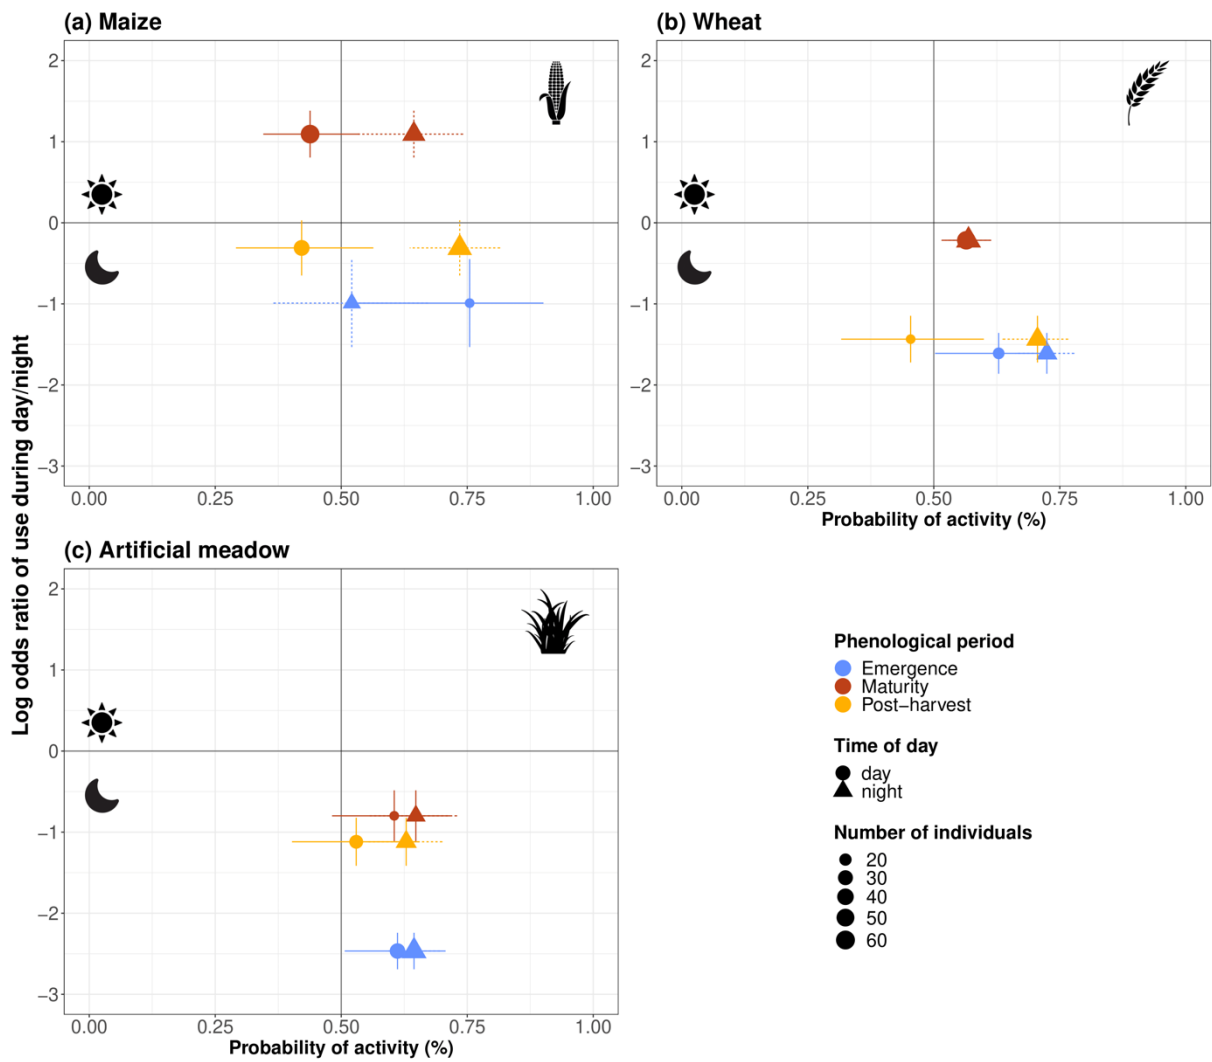 (a) Maize
2
1
0
−1
−2
−3
0.00 0.25 0.50 0.75 1.00
(b) Wheat
2
1
0
−1
−2
−3
0.00 0.25 0.50 0.75 1.00
Probability of activity (%)
Log odds ratio of use during day/night
(c) Artificial meadow
2
1
0
−1
−2
−3
0.00 0.25 0.50 0.75 1.00
Probability of activity (%)
Phenological period
Emergence
Maturity
Post−harvest
Time of day
day
night
Number of individuals
20
30
40
50
60